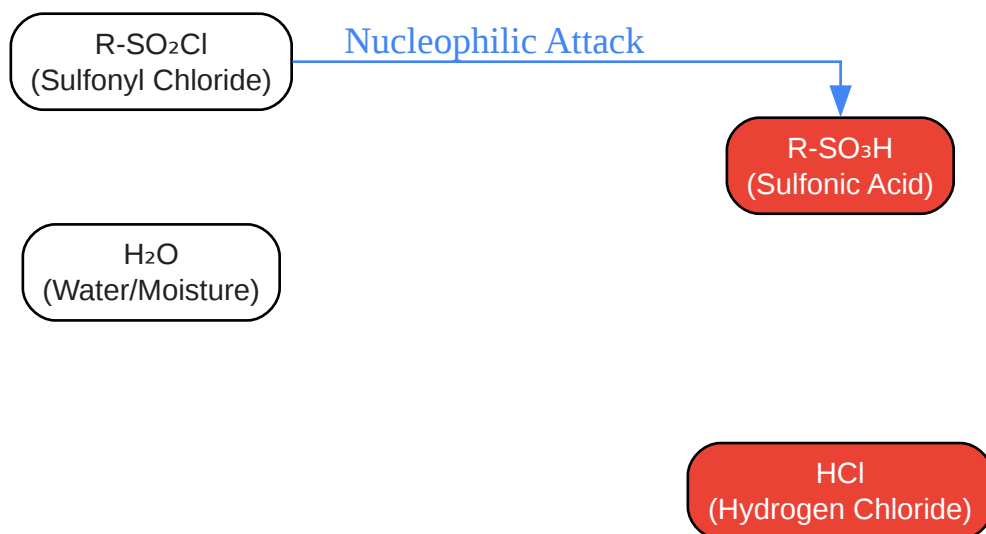 R-SO₂Cl
(Sulfonyl Chloride)
Nucleophilic Attack
R-SO₃H
(Sulfonic Acid)
H₂O
(Water/Moisture)
HCl
(Hydrogen Chloride)